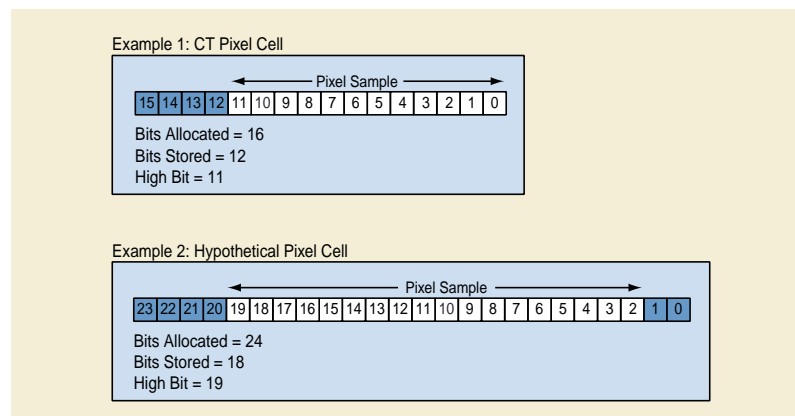 Example 1: CT Pixel Cell
Pixel Sample
15 14 13 12 11 10 9 8 7 6 5 4 3 2 1 0
Bits Allocated = 16
Bits Stored = 12
High Bit = 11
Example 2: Hypothetical Pixel Cell
Pixel Sample
23 22 21 20 19 18 17 16 15 14 13 12 11 10 9 8 7 6 5 4 3 2 1 0
Bits Allocated = 24
Bits Stored = 18
High Bit = 19